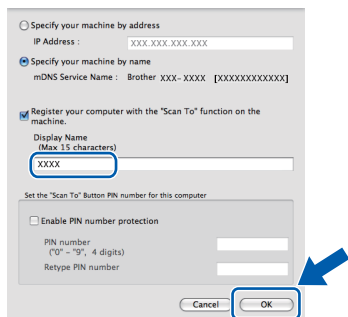 Specify your machine by address
IP Address :
XXX.XXX.XXX.XXX
Specify your machine by name
mDNS Service Name : Brother XXX-XXXX [XXXXXXXXXXXX]
Register your computer with the "Scan To" function on the
machine.
Display Name
(Max 15 characters)
XXXX
Set the "Scan To" Button PIN number for this computer
Enable PIN number protection
PIN number
("0" – "9", 4 digits)
Retype PIN number
Cancel OK